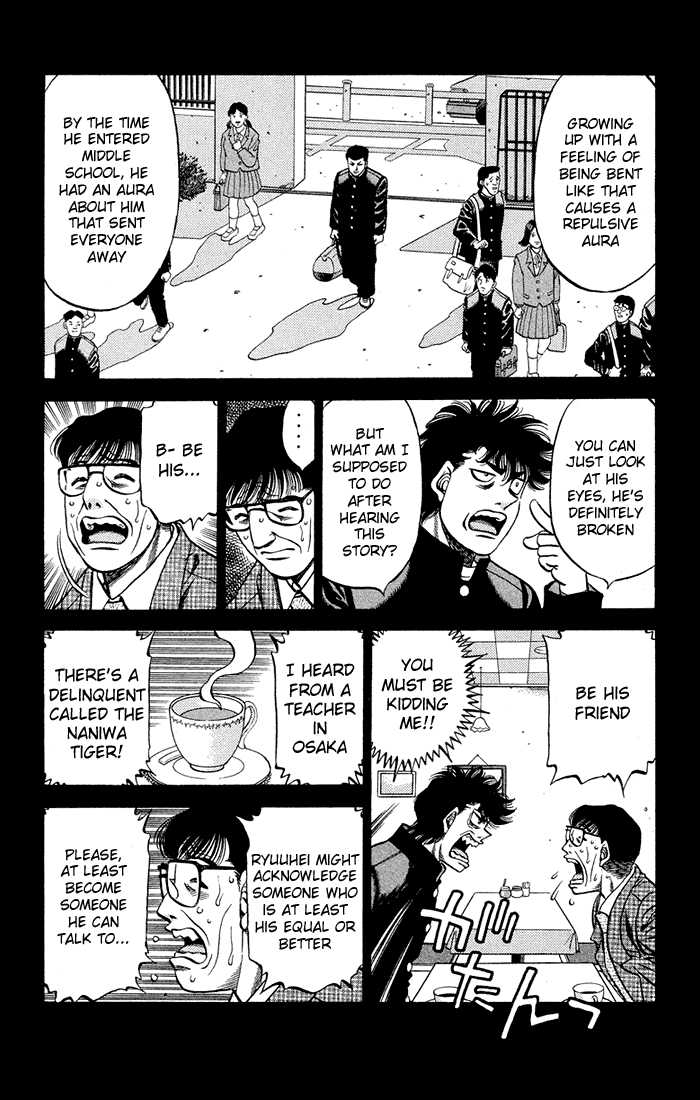 GROWING
UP WITH A
FEELING OF
BEING BENT
LIKE THAT
CAUSES A
REPULSIVE
AURA
BY THE TIME
HE ENTERED
MIDDLE
SCHOOL, HE
HAD AN AURA
ABOUT HIM
THAT SENT
EVERYONE
AWAY
YOU CAN
JUST LOOK
AT HIS
EYES, HE'S
DEFINITELY
BROKEN
BUT
WHAT AM I
SUPPOSED
TO DO
AFTER
HEARING
THIS
STORY?
....
B- BE
HIS...
BE HIS
FRIEND
YOU
MUST BE
KIDDING
ME!!
ガタン
たんっ
I HEARD
FROM A
TEACHER
IN
OSAKA
THERE'S A
DELINQUENT
CALLED THE
NANIWA
TIGER!
RYUUHEI MIGHT
ACKNOWLEDGE
SOMEONE WHO
IS AT LEAST
HIS EQUAL OR
BETTER
PLEASE,
AT LEAST
BECOME
SOMEONE
HE CAN
TALK TO...